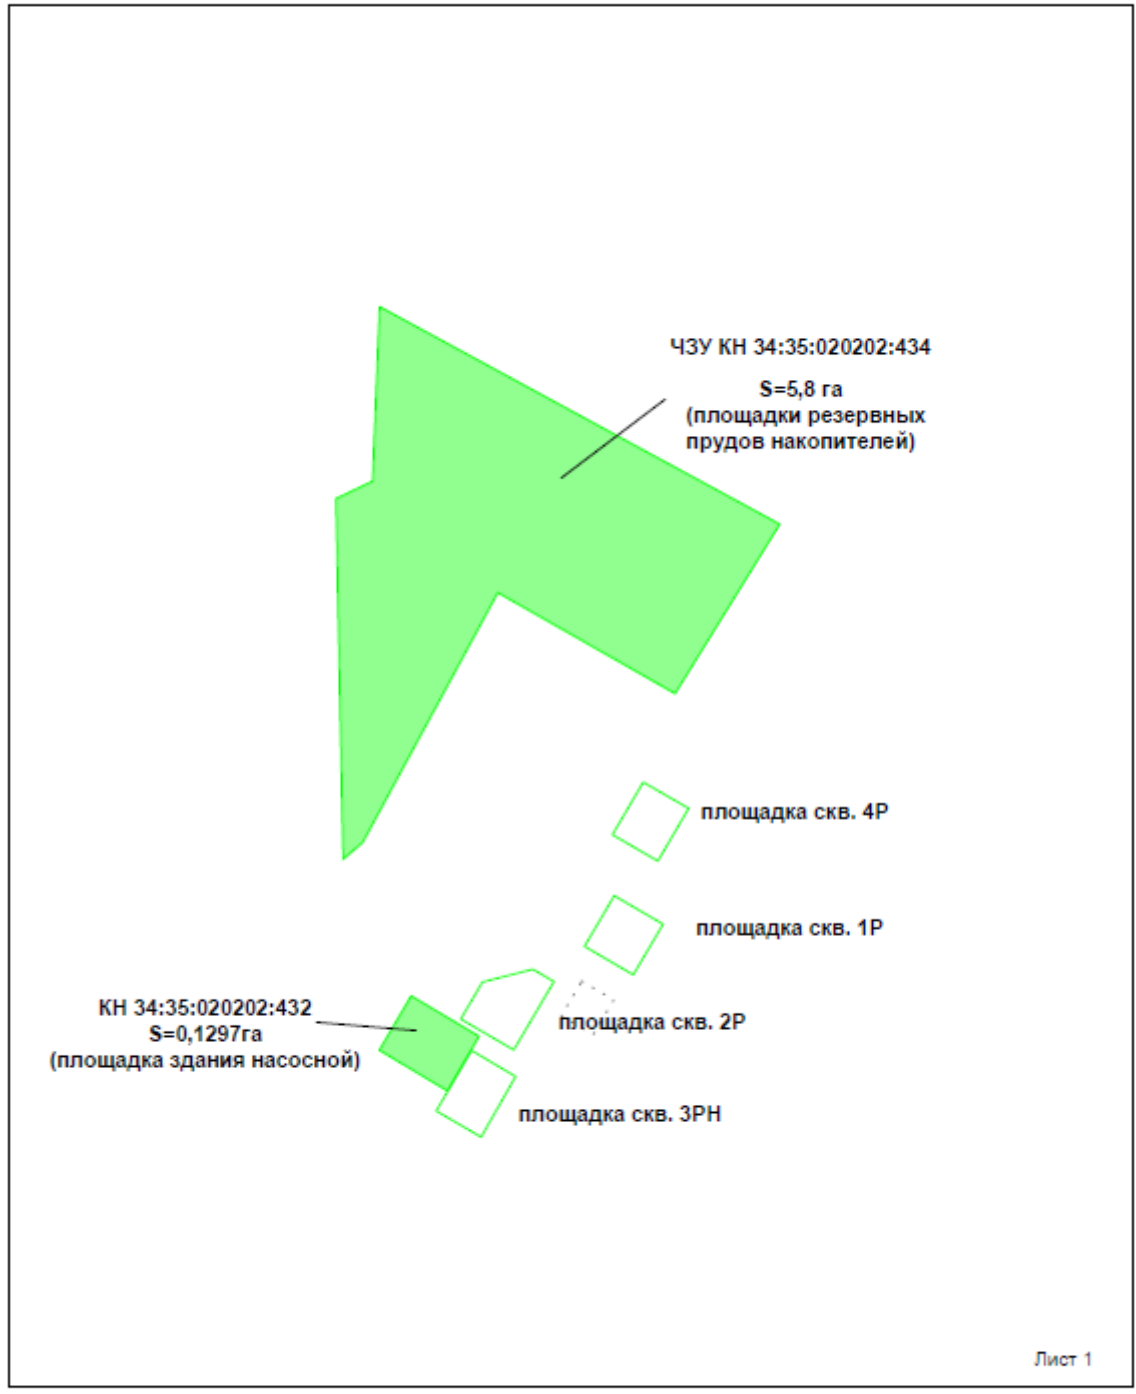 ЧЗУ КН 34:35:020202:434
S=5,8 га
(площадки резервных
прудов накопителей)
площадка скв. 4Р
площадка скв. 1Р
КН 34:35:020202:432
S=0,1297га
(площадка здания насосной)
площадка скв. 2Р
площадка скв. 3РН
Лист 1